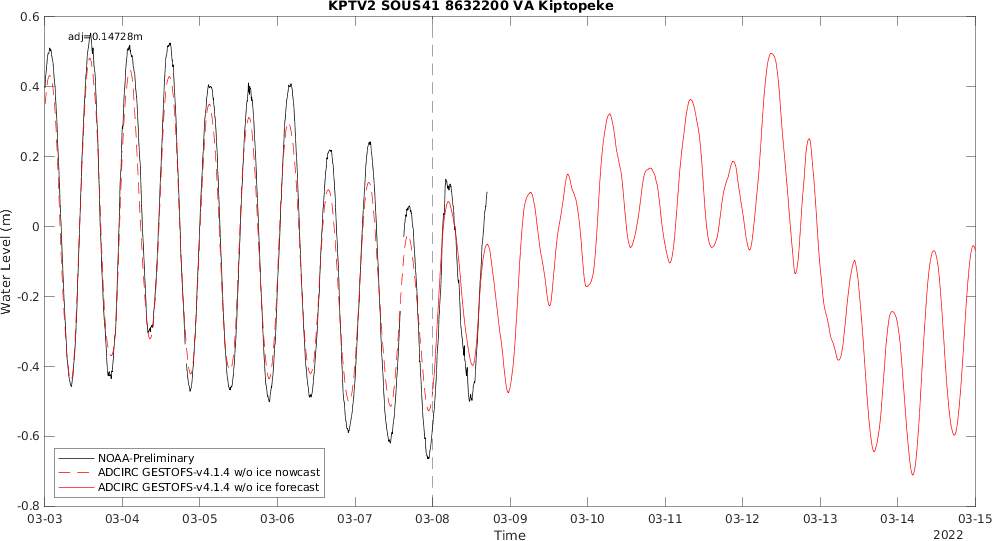 KPTV2 SOUS41 8632200 VA Kiptopeke
adj=0.14728m
0.6
0.4
0.2
0
-0.2
-0.4
-0.6
-0.8
Water Level (m)
NOAA-Preliminary
ADCIRC GESTOFS-v4.1.4 w/o ice nowcast
ADCIRC GESTOFS-v4.1.4 w/o ice forecast
03-03 03-04 03-05 03-06 03-07 03-08 03-09 03-10 03-11 03-12 03-13 03-14 03-15
Time
2022